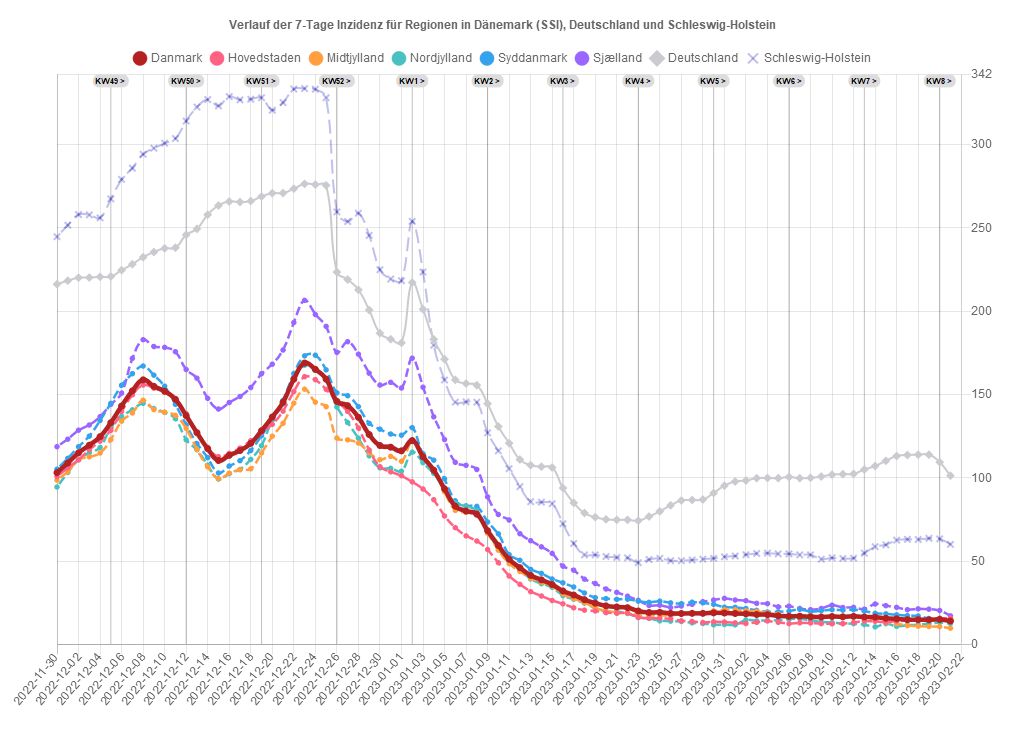 Verlauf der 7-Tage Inzidenz für Regionen in Dänemark (SSI), Deutschland und Schleswig-Holstein
Danmark Hovedstaden Midtjylland Nordjylland Syddanmark Sjælland Deutschland Schleswig-Holstein
KW49 > KW50 > KW51 > KW52 > KW1 > KW2 > KW3 > KW4 > KW5 > KW6 > KW7 > KW8 >
342
300
250
200
150
100
50
0
2022-11-30 2022-12-02 2022-12-04 2022-12-06 2022-12-08 2022-12-10 2022-12-12 2022-12-14 2022-12-16 2022-12-18 2022-12-20 2022-12-22 2022-12-24 2022-12-26 2022-12-28 2022-12-30 2023-01-01 2023-01-03 2023-01-05 2023-01-07 2023-01-09 2023-01-11 2023-01-13 2023-01-15 2023-01-17 2023-01-19 2023-01-21 2023-01-23 2023-01-25 2023-01-27 2023-01-29 2023-01-31 2023-02-02 2023-02-04 2023-02-06 2023-02-08 2023-02-10 2023-02-12 2023-02-14 2023-02-16 2023-02-18 2023-02-20 2023-02-22